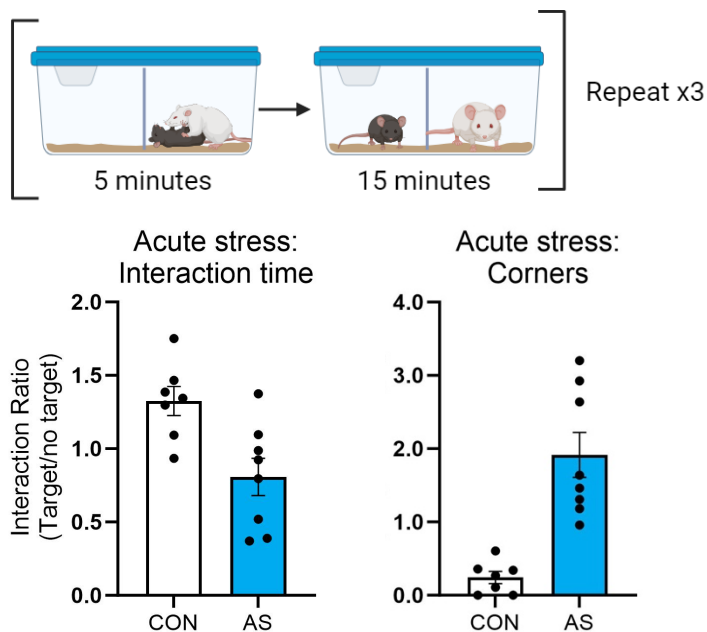 Repeat x3
5 minutes
15 minutes
Acute stress:
Interaction time
Interaction Ratio
(Target/no target)
2.0
1.5
1.0
0.5
0.0
CON
AS
Acute stress:
Corners
4.0
3.0
2.0
1.0
0.0
CON
AS